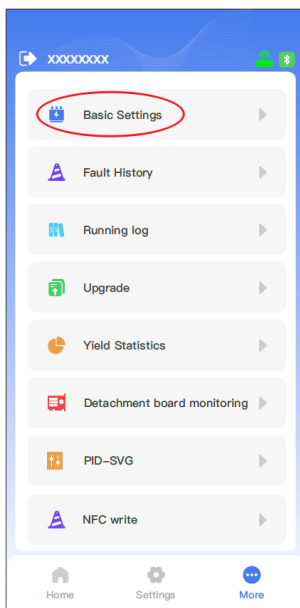 XXXXXXXX
Basic Settings
Fault History
Running log
Upgrade
Yield Statistics
Detachment board monitoring
PID-SVG
NFC write
Home Settings More